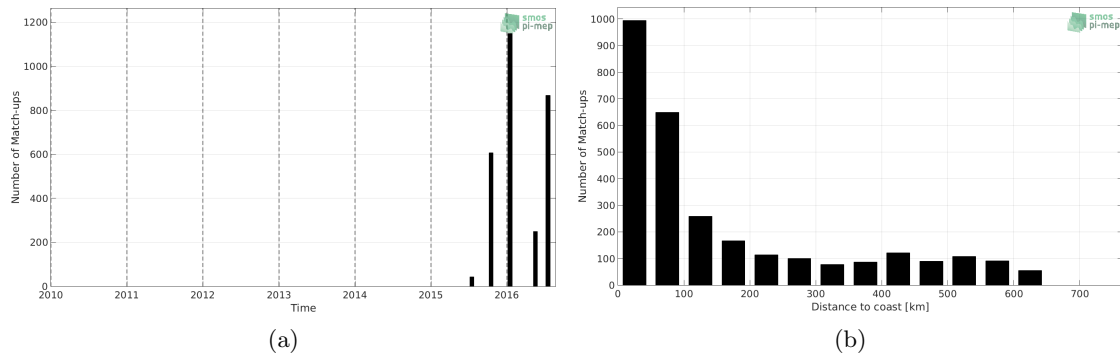 smos
pi-mep
Number of Match-ups
1200
1000
800
600
400
200
0
2010 2011 2012 2013 2014 2015 2016
Time
(a)
smos
pi-mep
Number of Match-ups
1000
900
800
700
600
500
400
300
200
100
0
0 100 200 300 400 500 600 700
Distance to coast [km]
(b)